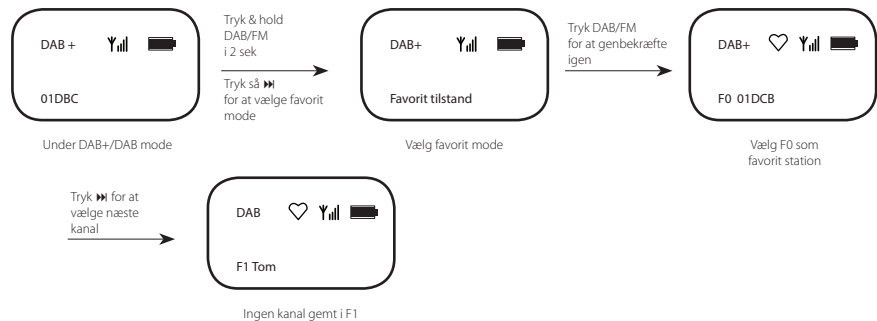 DAB +
01DBC
Under DAB+/DAB mode
Tryk & hold
DAB/FM
i 2 sek
Tryk så ⏭
for at vælge favorit
mode
DAB+
Favorit tilstand
Vælg favorit mode
Tryk DAB/FM
for at genbekræfte
igen
DAB+
F0 01DCB
Vælg F0 som
favorit station
Tryk ⏭ for at
vælge næste
kanal
DAB
F1 Tom
Ingen kanal gemt i F1